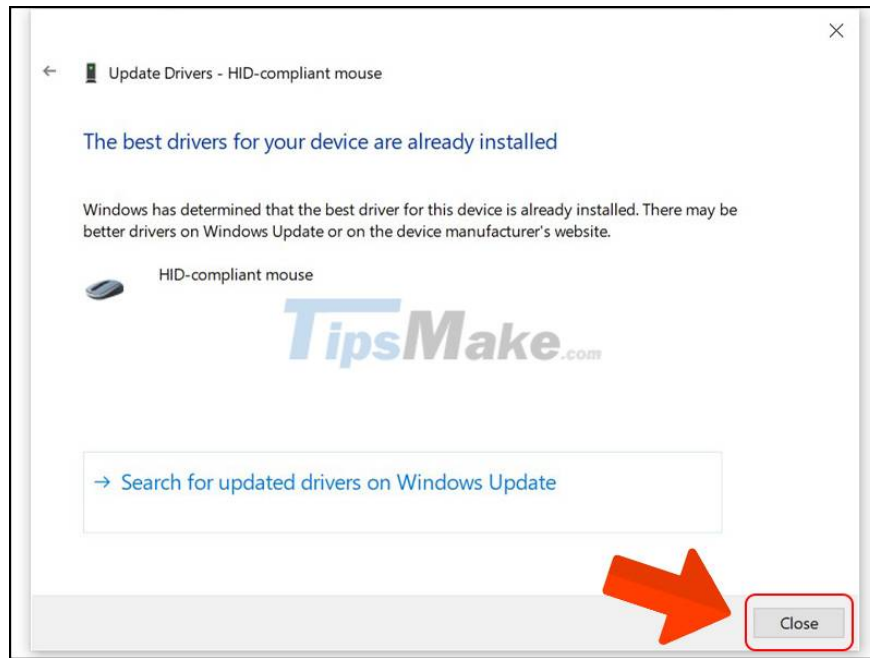 Update Drivers - HID-compliant mouse
The best drivers for your device are already installed
Windows has determined that the best driver for this device is already installed. There may be
better drivers on Windows Update or on the device manufacturer's website.
HID-compliant mouse
TipsMake.com
Search for updated drivers on Windows Update
Close